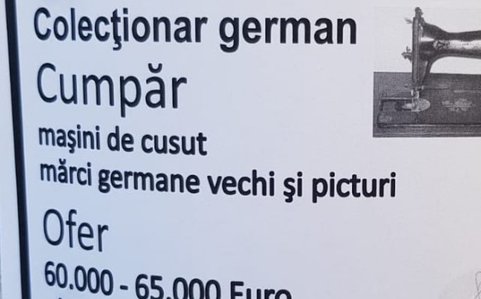 Colecţionar german
Cumpăr
maşini de cusut
mărci germane vechi şi picturi
Ofer
60.000 - 65.000 Euro